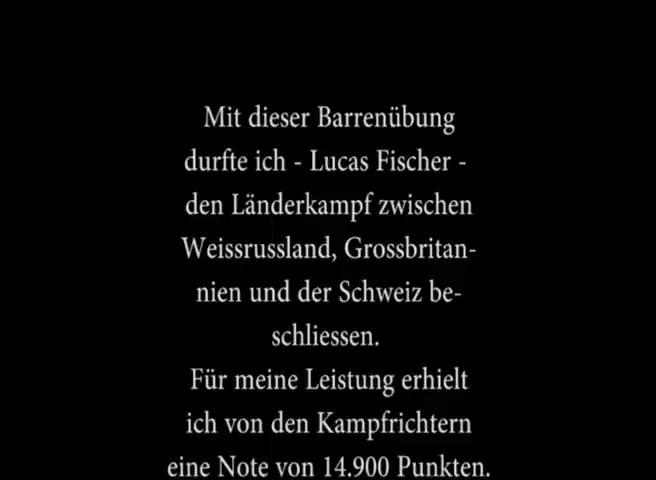 Mit dieser Barrenübung
durfte ich - Lucas Fischer -
den Länderkampf zwischen
Weissrussland, Grossbritan-
nien und der Schweiz be-
schliessen.
Für meine Leistung erhielt
ich von den Kampfrichtern
eine Note von 14.900 Punkten.